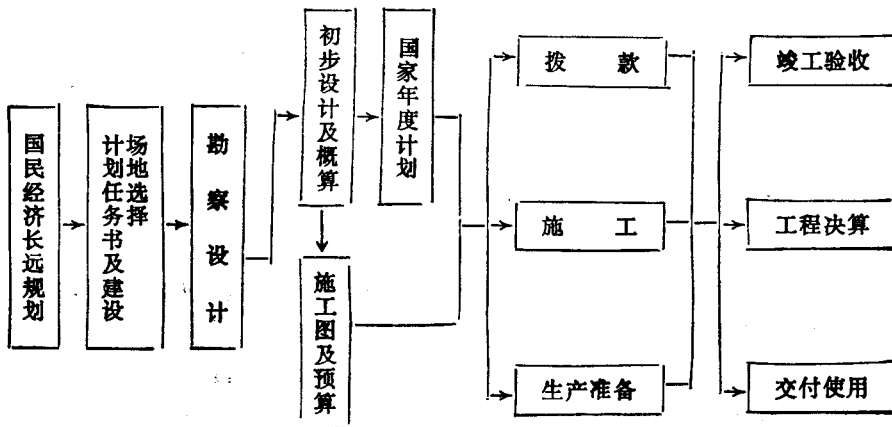 国民经济长远规划
计划任务书及建设
场地选择
勘察设计
初步设计及概算
施工图及预算
国家年度计划
拨款
施工
生产准备
竣工验收
工程决算
交付使用